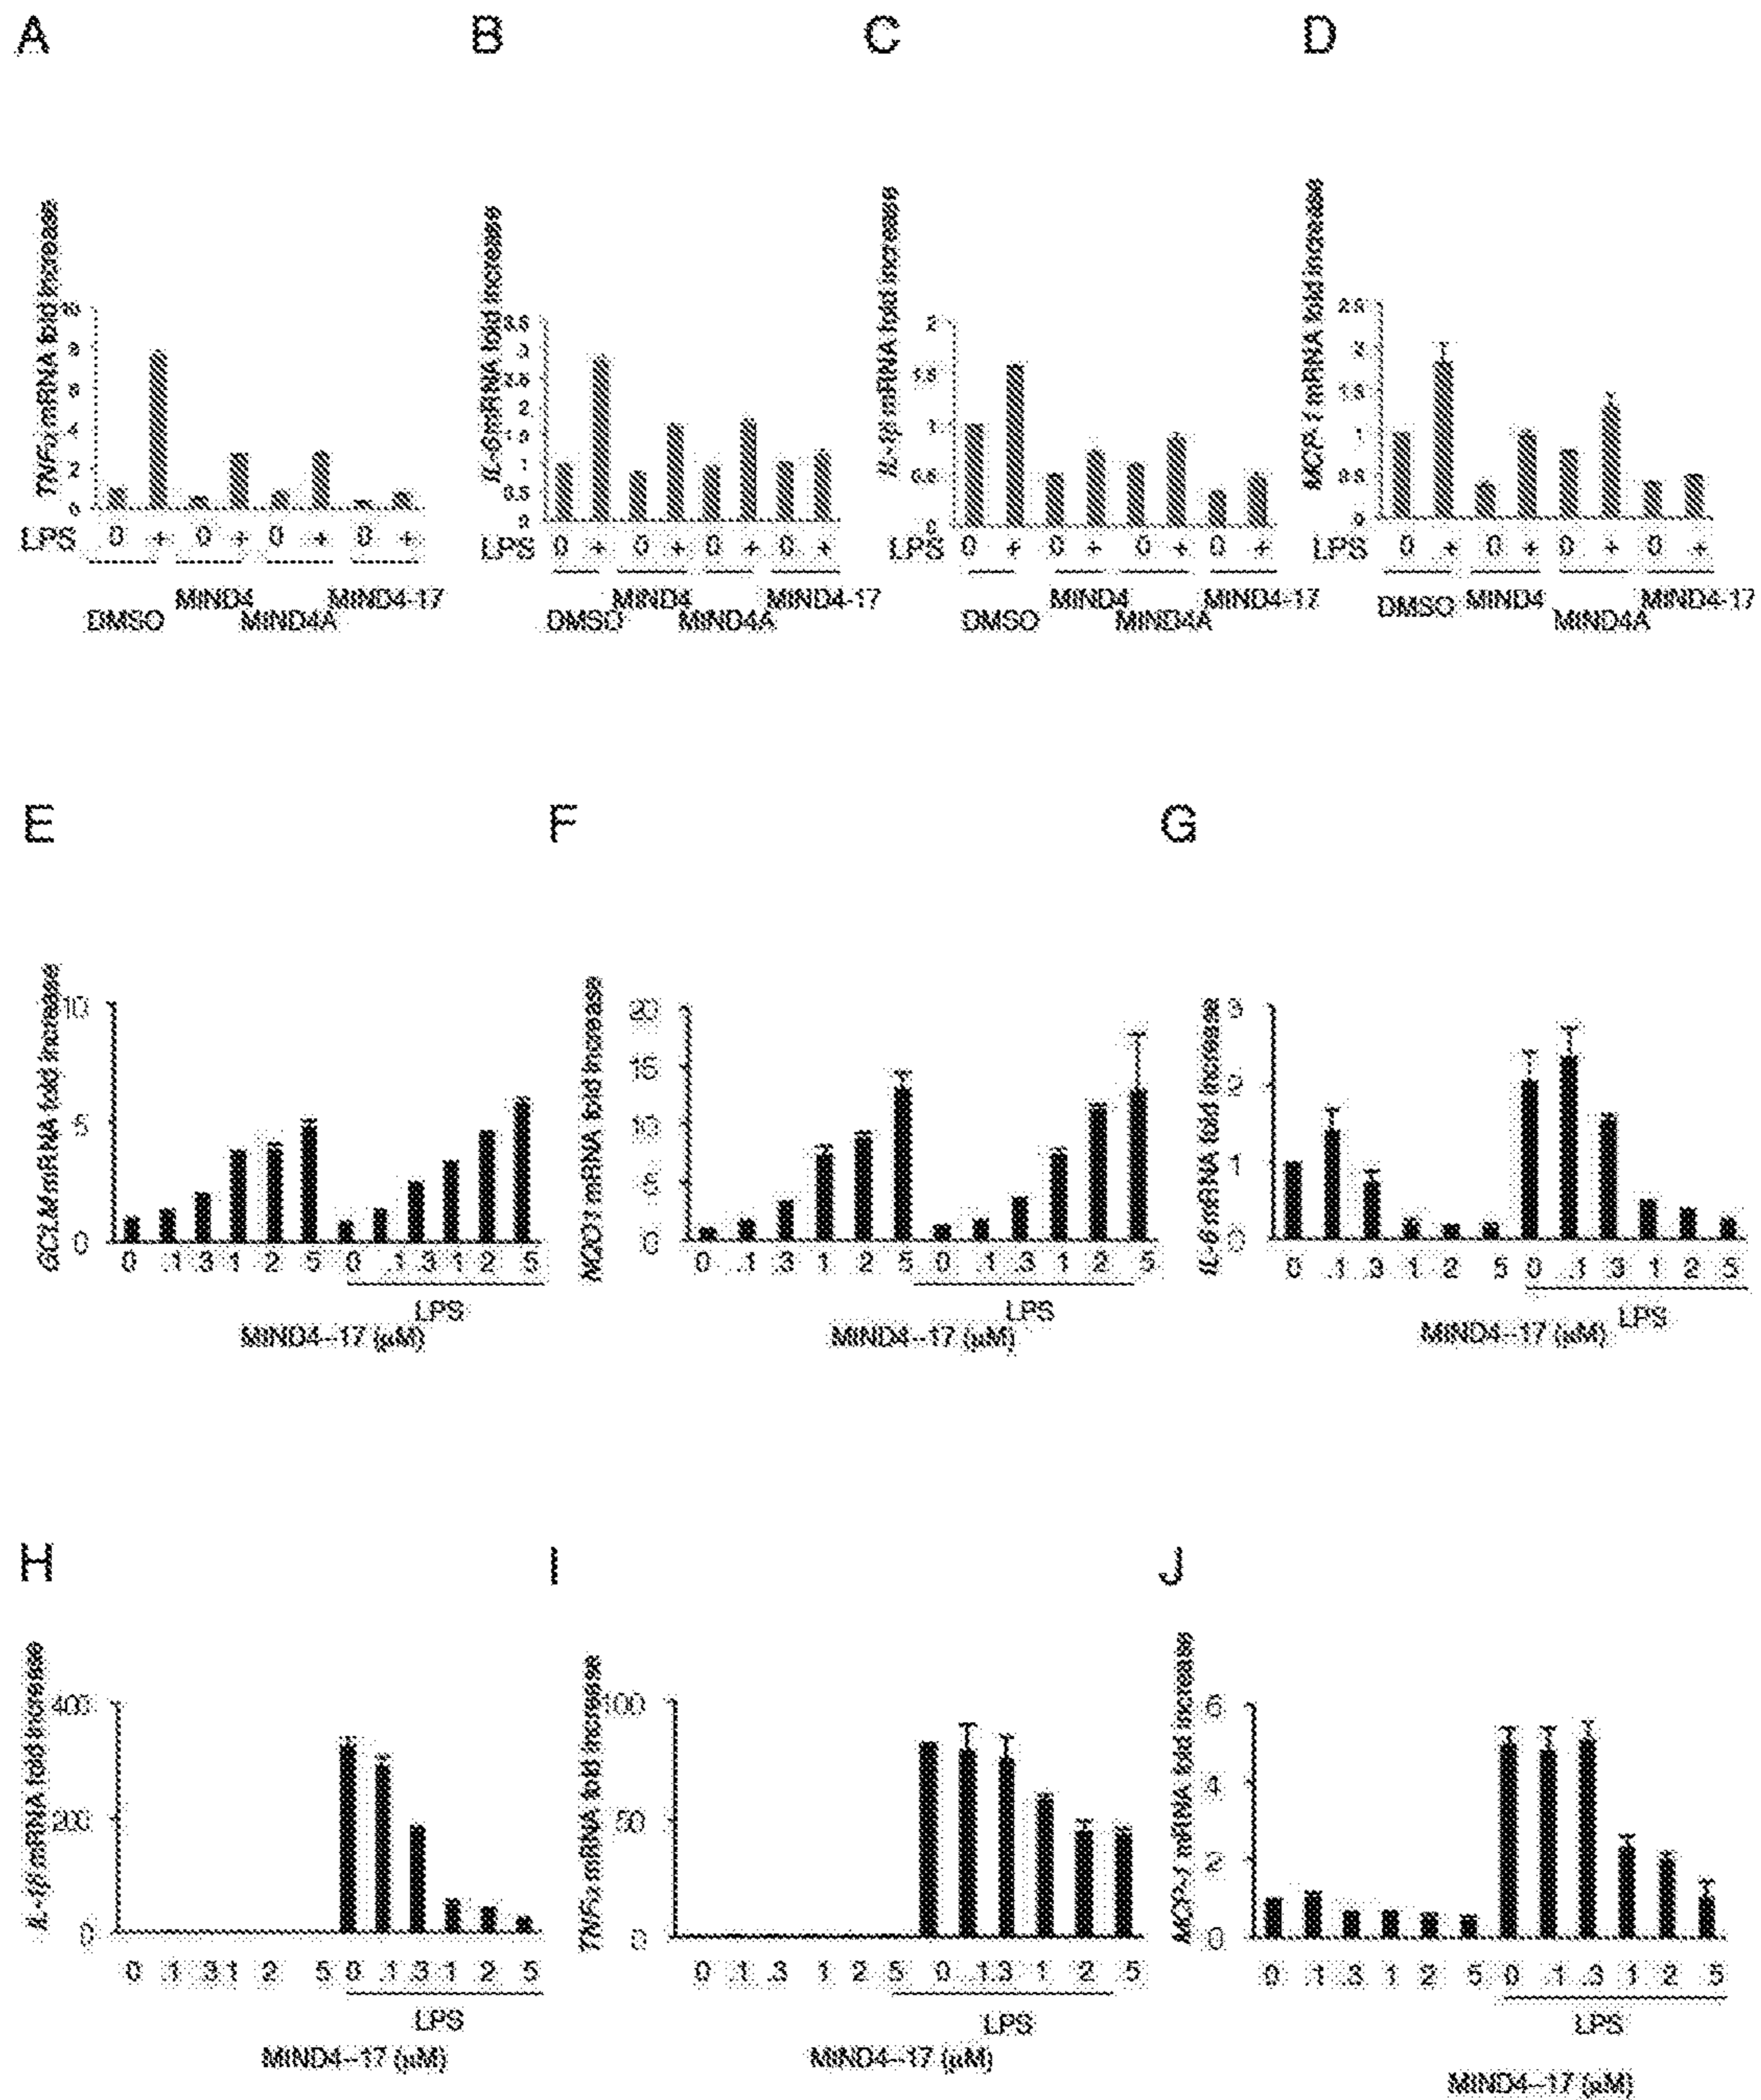 A
B
C
D
TNFα mRNA fold increase
10
8
6
4
2
0
LPS 0 + 0 + 0 + 0 +
DMSO MIND4 MIND4A MIND4-17
IL-6 mRNA fold increase
3.5
3
2.5
2
1.5
1
0.5
0
LPS 0 + 0 + 0 + 0 +
DMSO MIND4 MIND4A MIND4-17
IL-1β mRNA fold increase
2
1.5
1
0.5
0
LPS 0 + 0 + 0 + 0 +
DMSO MIND4 MIND4A MIND4-17
MCP-1 mRNA fold increase
2.5
2
1.5
1
0.5
0
LPS 0 + 0 + 0 + 0 +
DMSO MIND4 MIND4A MIND4-17
E
F
G
GCLM mRNA fold increase
10
5
0
0 .1 .3 1 2 5 0 .1 .3 1 2 5
LPS
MIND4--17 (µM)
NQO1 mRNA fold increase
20
15
10
5
0
0 .1 .3 1 2 5 0 .1 .3 1 2 5
LPS
MIND4--17 (µM)
IL-6 mRNA fold increase
3
2
1
0
0 .1 .3 1 2 5 0 .1 .3 1 2 5
LPS
MIND4--17 (µM)
H
I
J
IL-1β mRNA fold increase
400
200
0
0 .1 .3 1 2 5 0 .1 .3 1 2 5
LPS
MIND4--17 (µM)
TNFα mRNA fold increase
100
50
0
0 .1 .3 1 2 5 0 .1 .3 1 2 5
LPS
MIND4--17 (µM)
MCP-1 mRNA fold increase
6
4
2
0
0 .1 .3 1 2 5 0 .1 .3 1 2 5
LPS
MIND4--17 (µM)